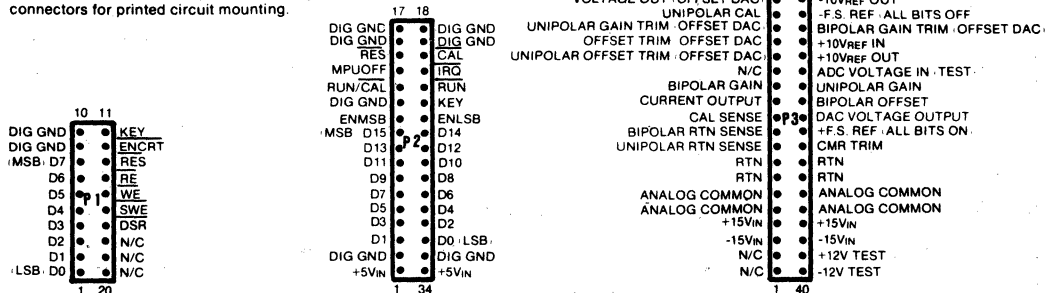 connectors for printed circuit mounting.
10 11
DIG GND KEY
DIG GND ENCRT
(MSB) D7 RES
D6 RE
D5 WE
D4 SWE
D3 DSR
D2 N/C
D1 N/C
(LSB) D0 N/C
P1
1 20
17 18
DIG GND DIG GND
DIG GND DIG GND
RES CAL
MPUOFF IRQ
RUN/CAL RUN
DIG GND KEY
ENMSB ENLSB
(MSB) D15 D14
D13 D12
P2
D11 D10
D9 D8
D7 D6
D5 D4
D3 D2
D1 D0 (LSB)
DIG GND DIG GND
+5VIN +5VIN
1 34
UNIPOLAR CAL -F.S. REF (ALL BITS OFF
UNIPOLAR GAIN TRIM (OFFSET DAC) BIPOLAR GAIN TRIM (OFFSET DAC)
OFFSET TRIM (OFFSET DAC) +10VREF IN
UNIPOLAR OFFSET TRIM (OFFSET DAC) +10VREF OUT
N/C ADC VOLTAGE IN (TEST)
BIPOLAR GAIN UNIPOLAR GAIN
CURRENT OUTPUT BIPOLAR OFFSET
CAL SENSE P3 DAC VOLTAGE OUTPUT
BIPOLAR RTN SENSE +F.S. REF (ALL BITS ON)
UNIPOLAR RTN SENSE CMR TRIM
RTN RTN
RTN RTN
ANALOG COMMON ANALOG COMMON
ANALOG COMMON ANALOG COMMON
+15VIN +15VIN
-15VIN -15VIN
N/C +12V TEST
N/C -12V TEST
1 40